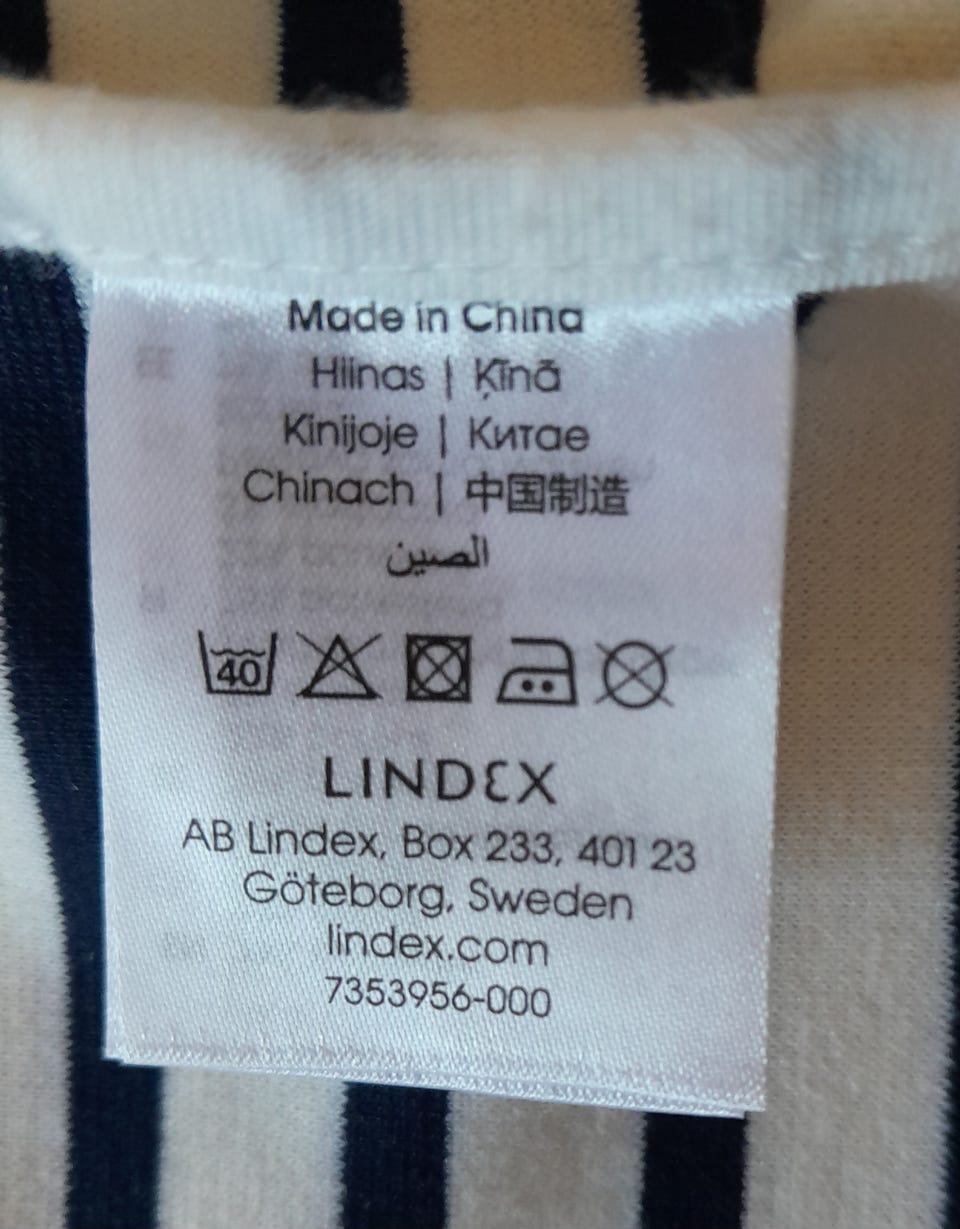 Made in China
Hiinas | Ķīnā
Kinijoje | Китае
Chinach | 中国制造
الصين
40
LINDEX
AB Lindex, Box 233, 401 23
Göteborg, Sweden
lindex.com
7353956-000